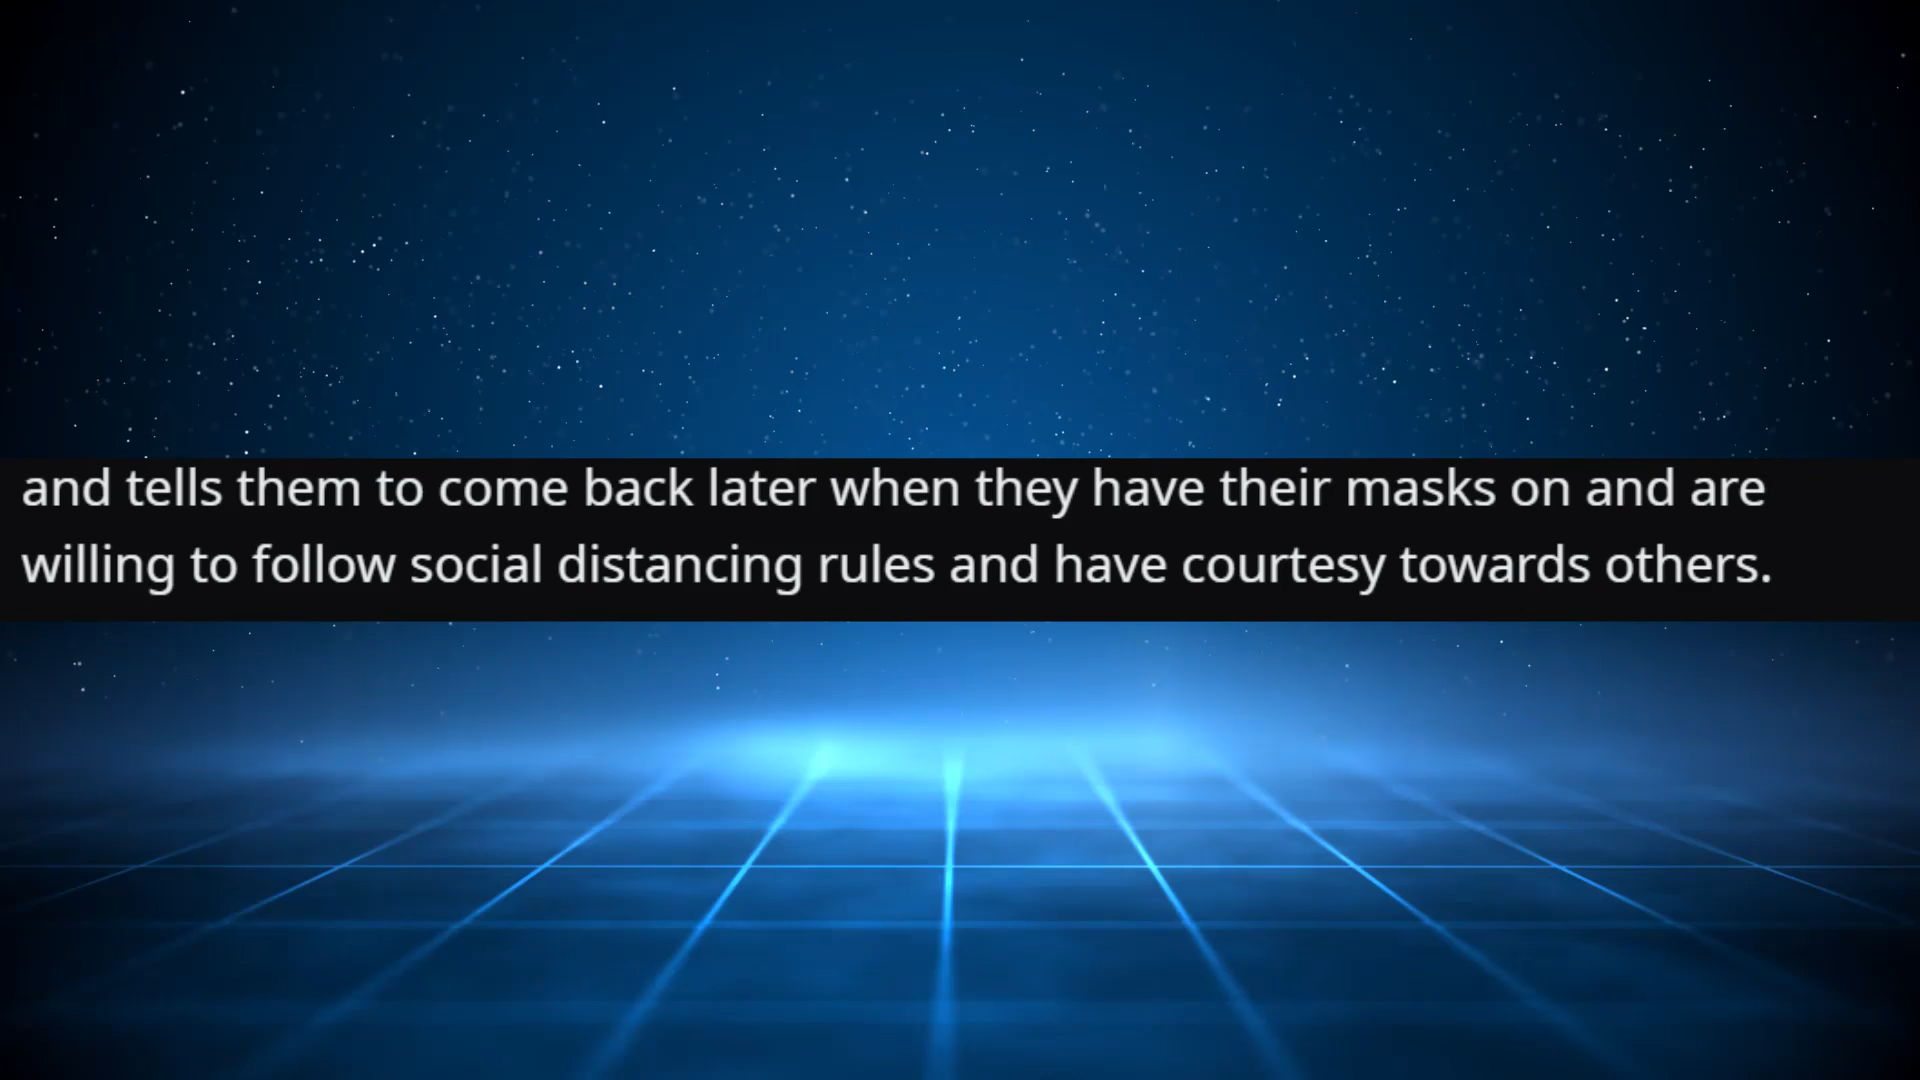 and tells them to come back later when they have their masks on and are
willing to follow social distancing rules and have courtesy towards others.